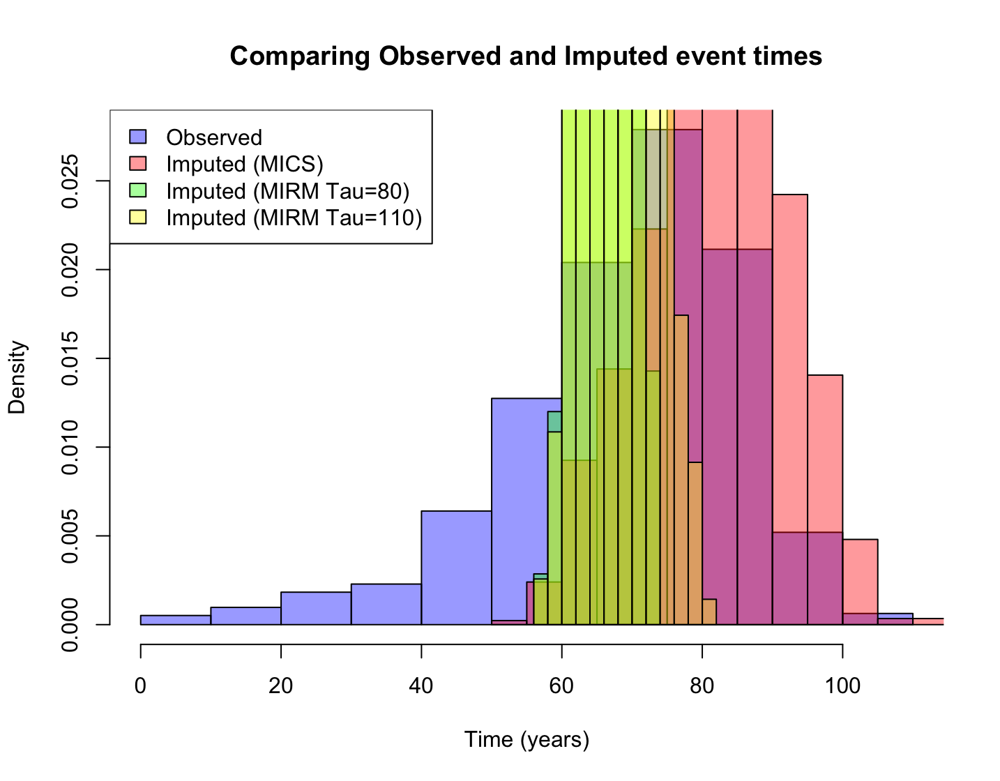 Comparing Observed and Imputed event times
Observed
Imputed (MICS)
Imputed (MIRM Tau=80)
Imputed (MIRM Tau=110)
Density
0.025
0.020
0.015
0.010
0.005
0.000
0 20 40 60 80 100
Time (years)